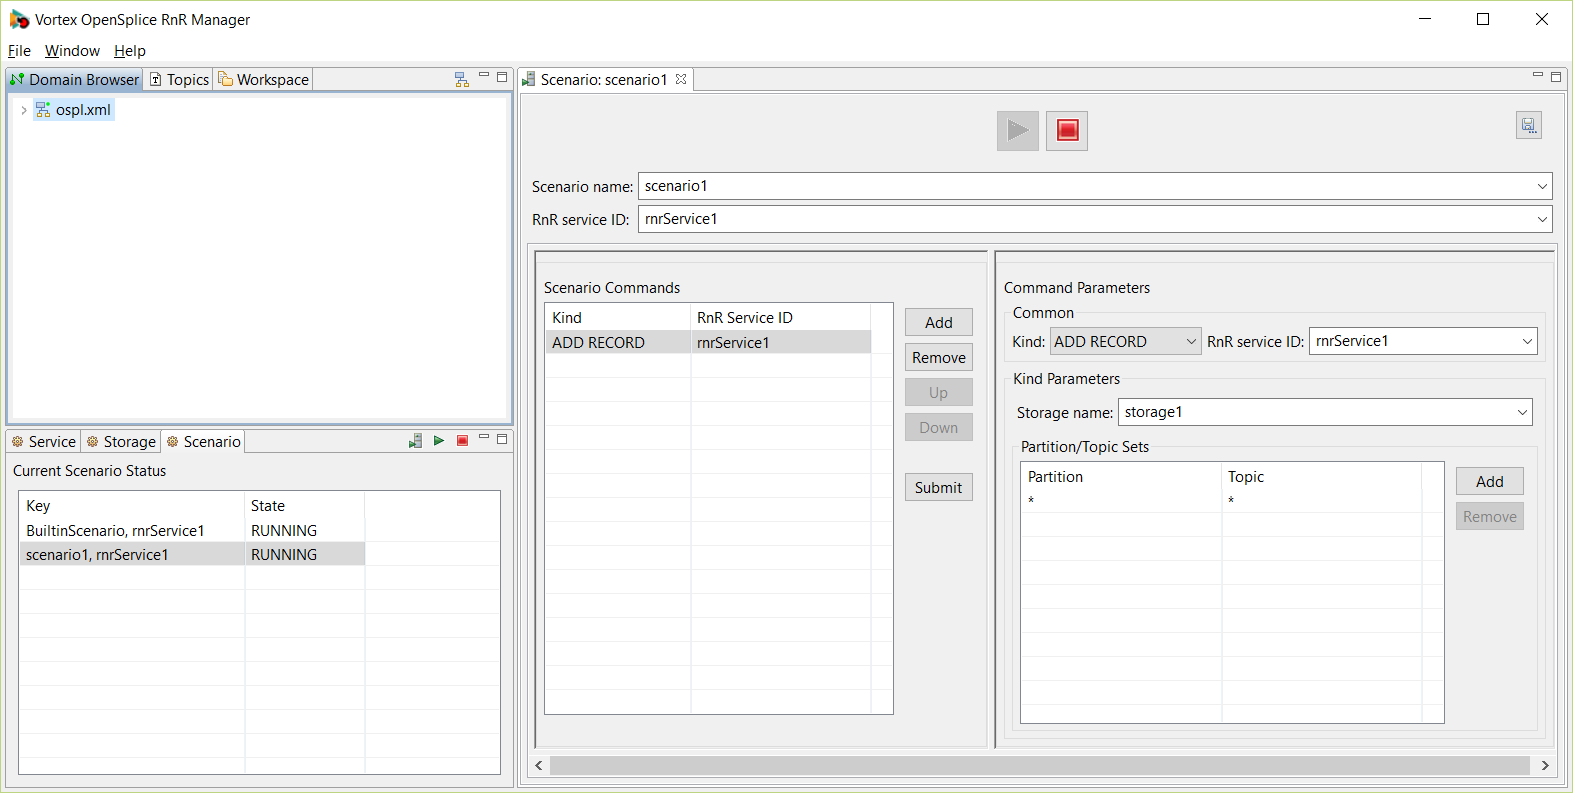 Vortex OpenSplice RnR Manager
File Window Help
Domain Browser Topics Workspace
ospl.xml
Service Storage Scenario
Current Scenario Status
Key State
BuiltinScenario, rnrService1 RUNNING
scenario1, rnrService1 RUNNING
Scenario: scenario1
Scenario name: scenario1
RnR service ID: rnrService1
Scenario Commands
Kind RnR Service ID
ADD RECORD rnrService1
Add
Remove
Up
Down
Submit
Command Parameters
Common
Kind: ADD RECORD RnR service ID: rnrService1
Kind Parameters
Storage name: storage1
Partition/Topic Sets
Partition Topic
* *
Add
Remove